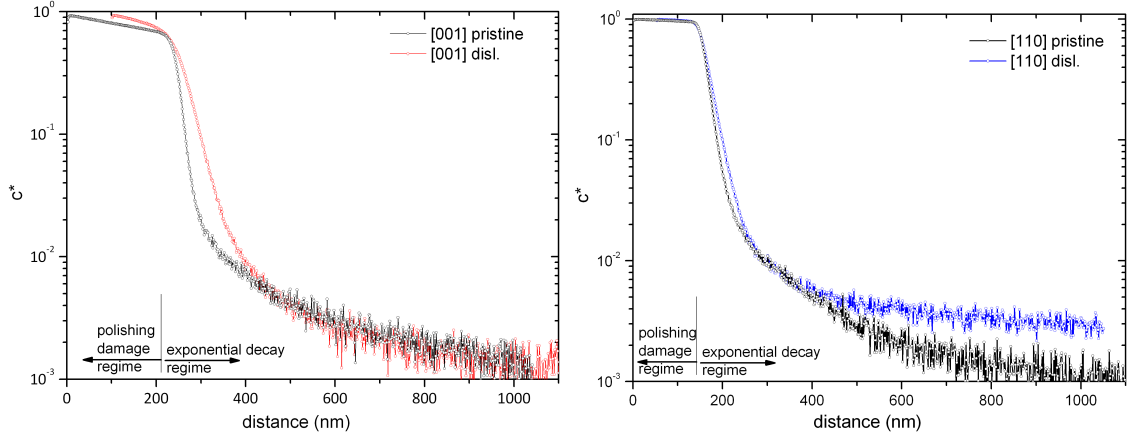 [001] pristine
[001] disl.
10⁰
10⁻¹
10⁻²
10⁻³
c*
polishing
damage
regime
exponential decay
regime
0 200 400 600 800 1000
distance (nm)
[110] pristine
[110] disl.
10⁰
10⁻¹
10⁻²
10⁻³
c*
polishing
damage
regime
exponential decay
regime
0 200 400 600 800 1000
distance (nm)